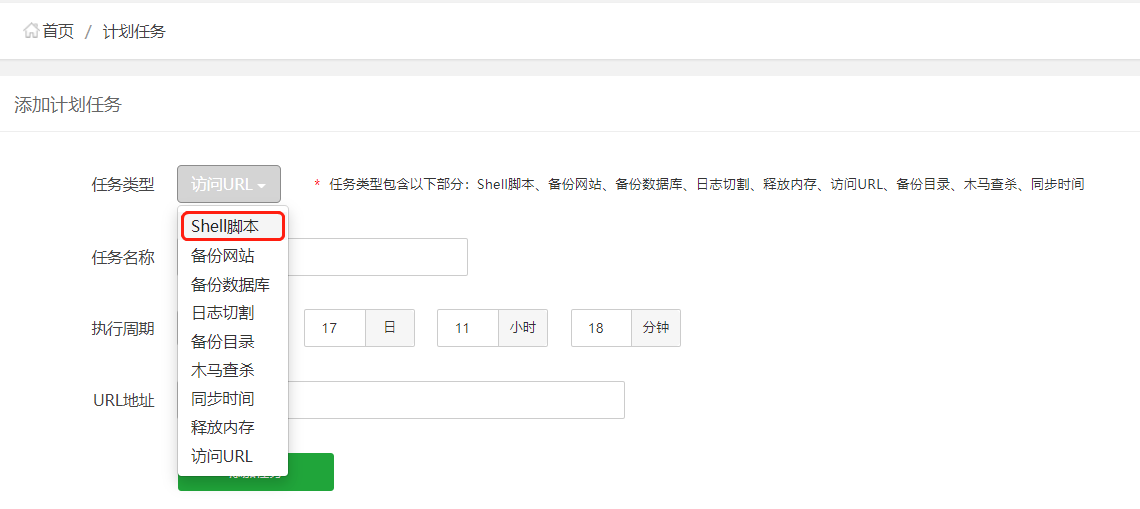 首页 / 计划任务
添加计划任务
任务类型 访问URL * 任务类型包含以下部分：Shell脚本、备份网站、备份数据库、日志切割、释放内存、访问URL、备份目录、木马查杀、同步时间
Shell脚本
任务名称
备份网站
备份数据库
日志切割
执行周期 17 日 11 小时 18 分钟
备份目录
木马查杀
URL地址
同步时间
释放内存
访问URL